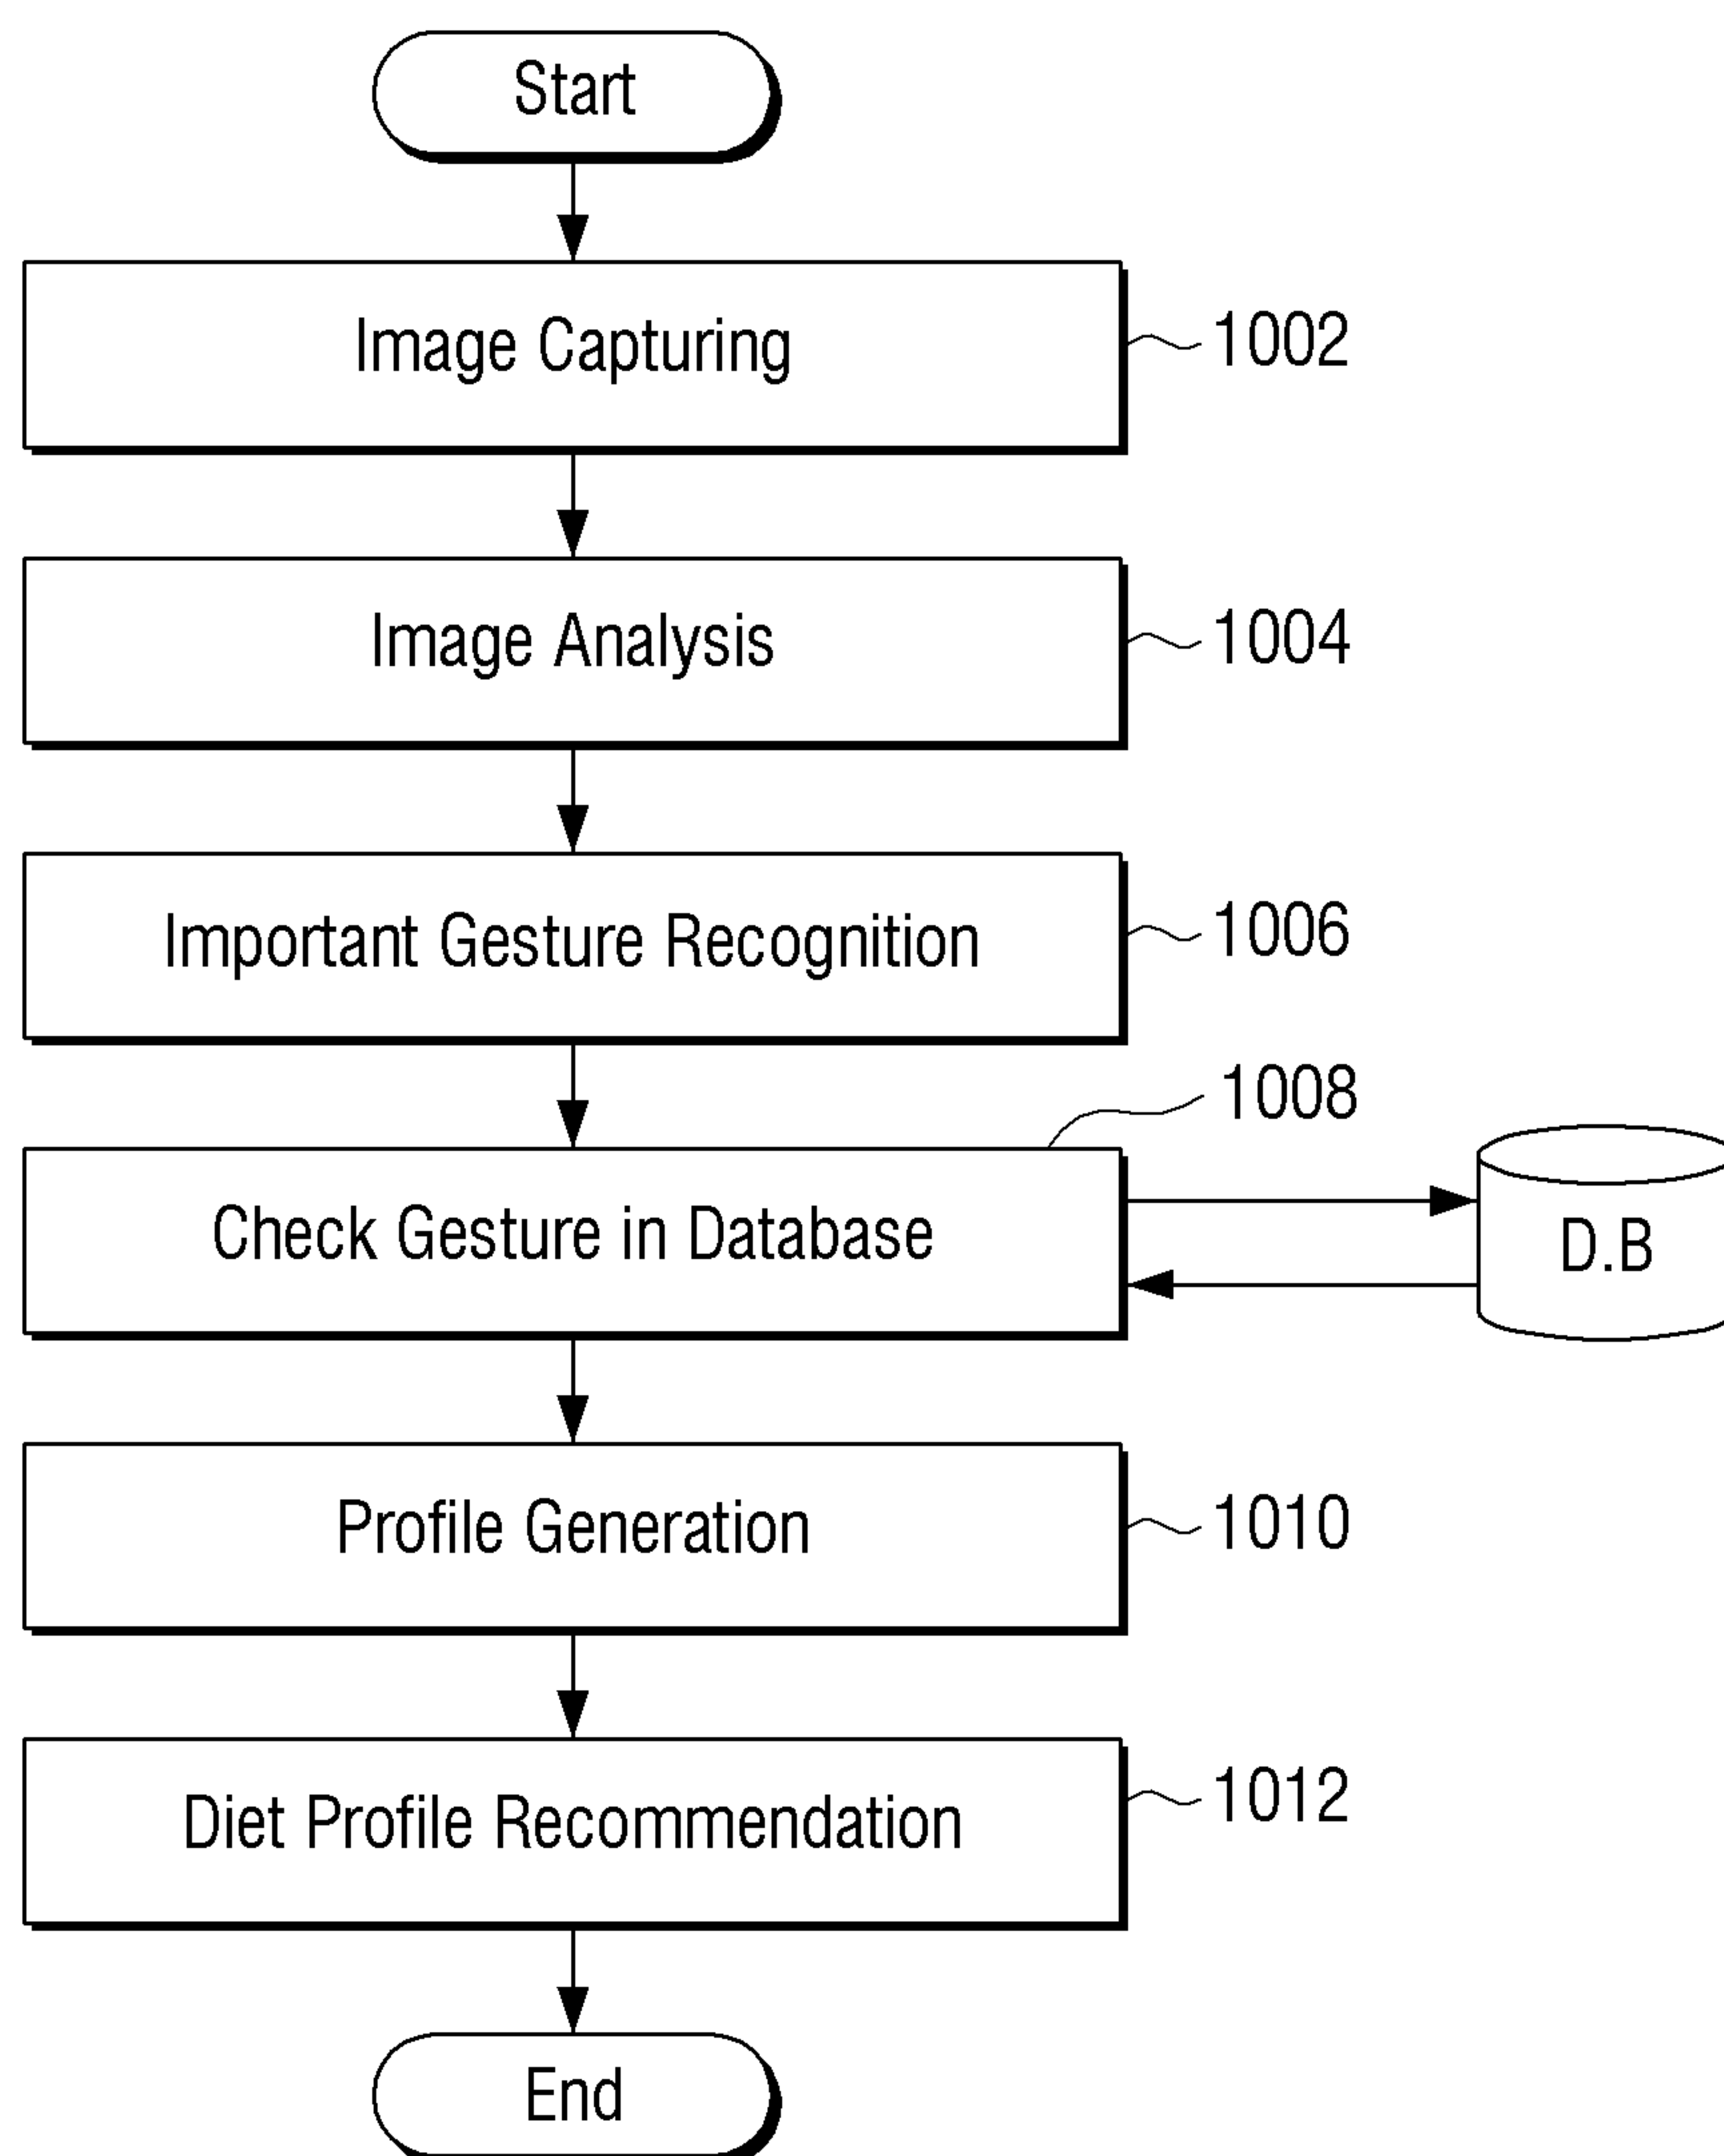 Start
Image Capturing
1002
Image Analysis
1004
Important Gesture Recognition
1006
1008
Check Gesture in Database
D.B
Profile Generation
1010
Diet Profile Recommendation
1012
End